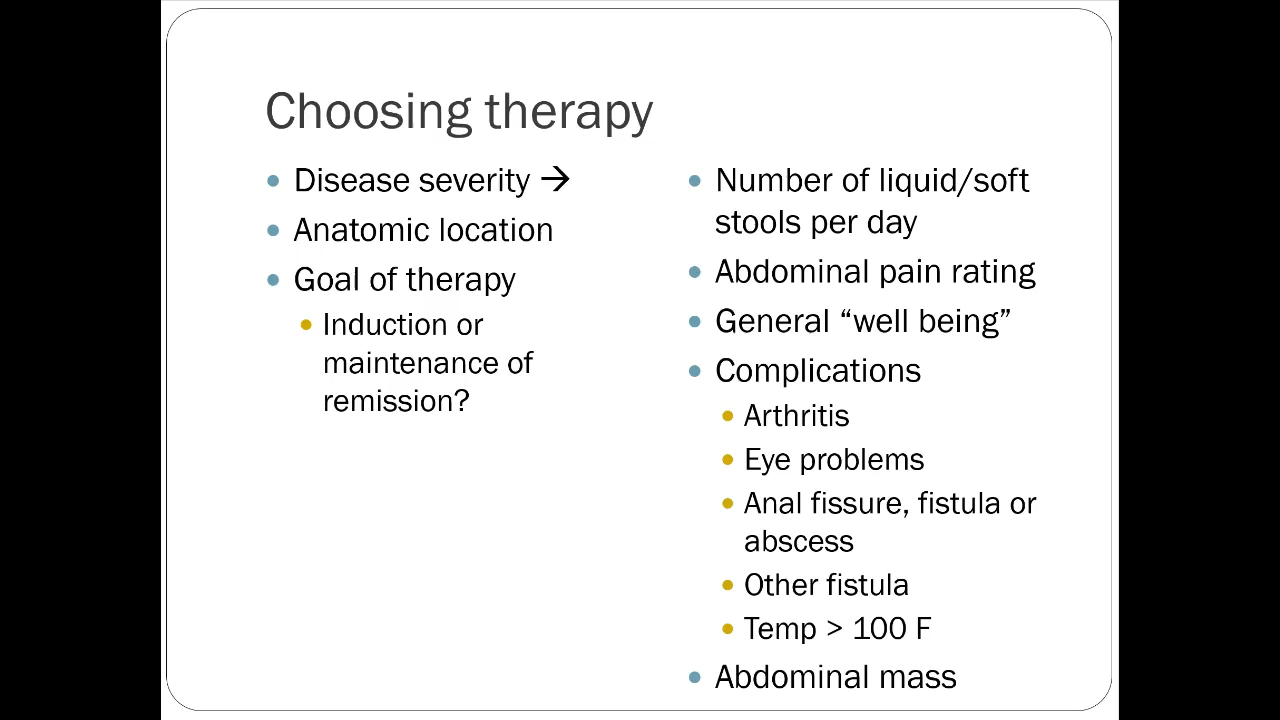 Choosing therapy
Disease severity →
Anatomic location
Goal of therapy
Induction or
maintenance of
remission?
Number of liquid/soft
stools per day
Abdominal pain rating
General “well being”
Complications
Arthritis
Eye problems
Anal fissure, fistula or
abscess
Other fistula
Temp > 100 F
Abdominal mass